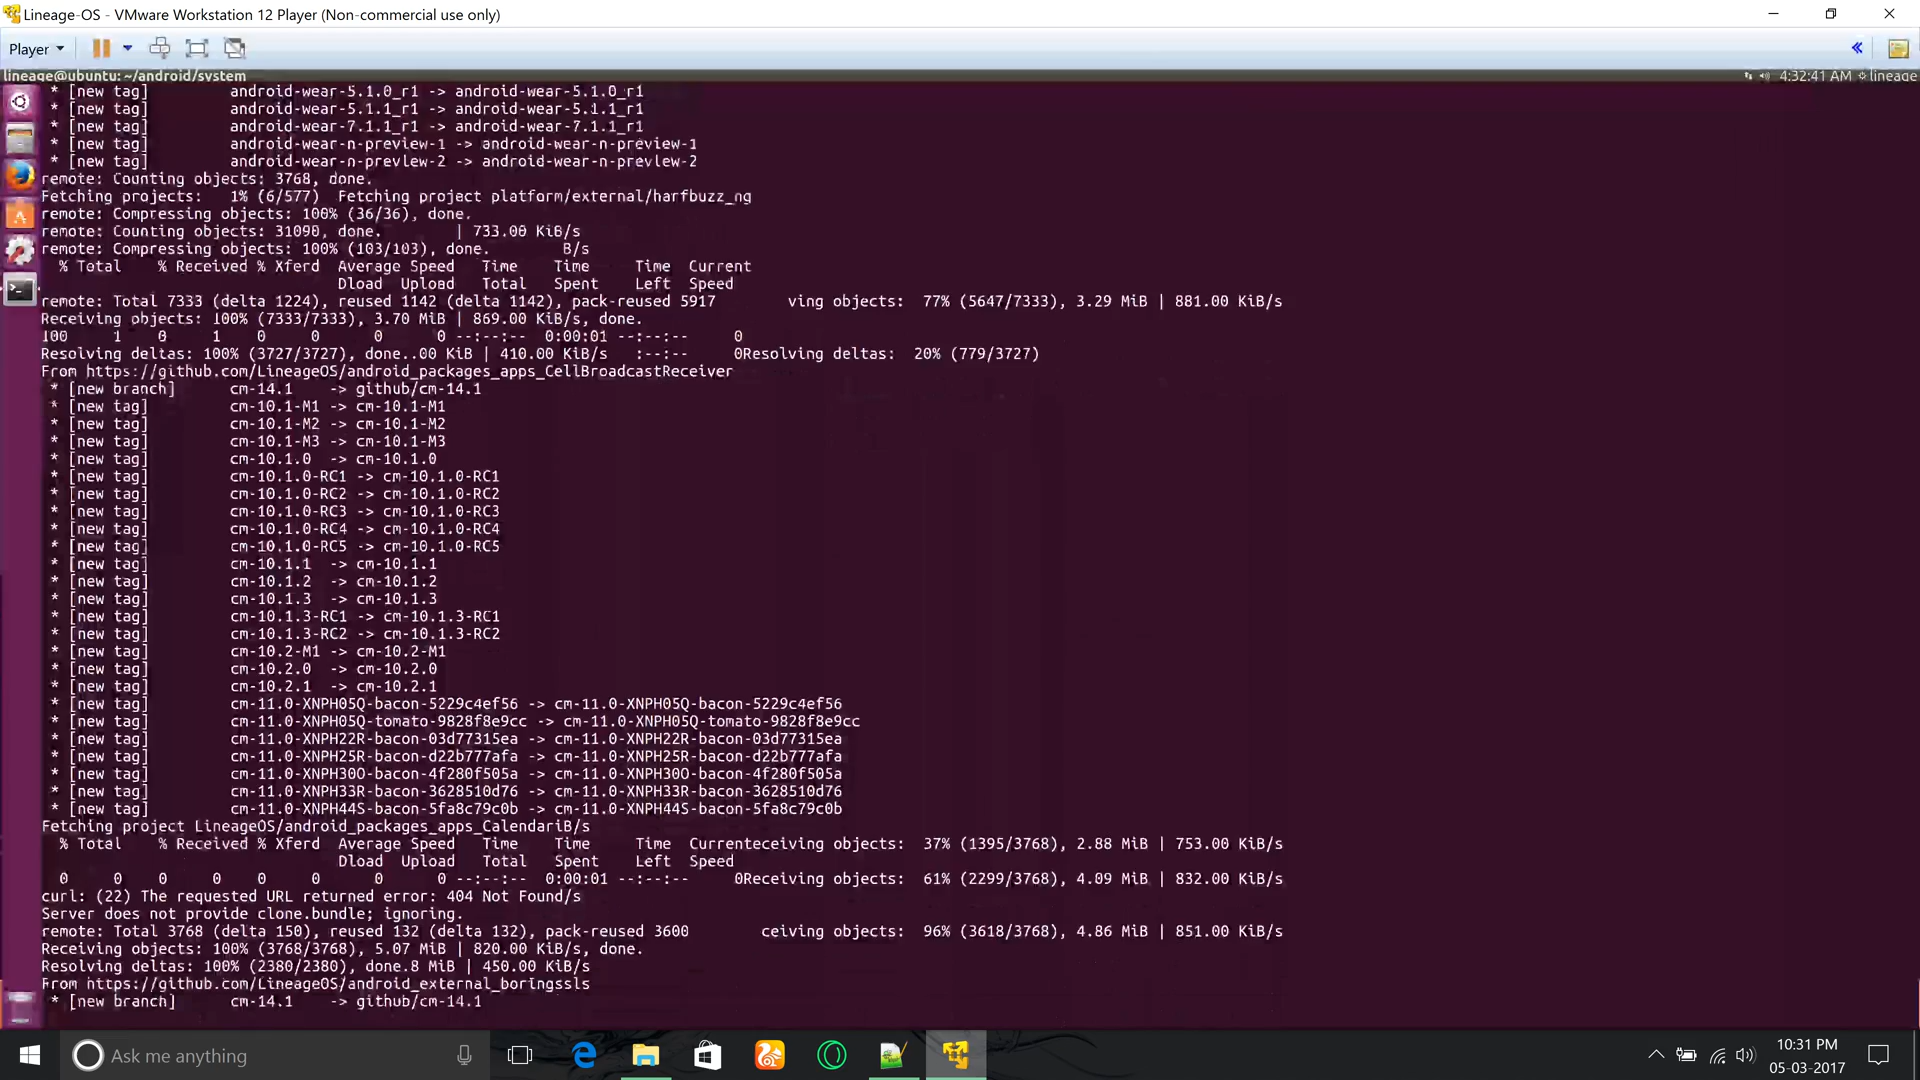 Lineage-OS - VMware Workstation 12 Player (Non-commercial use only)
Player
lineage@ubuntu: ~/android/system 4:32:41 AM lineage
* [new tag] android-wear-5.1.0_r1 -> android-wear-5.1.0_r1
* [new tag] android-wear-5.1.1_r1 -> android-wear-5.1.1_r1
* [new tag] android-wear-7.1.1_r1 -> android-wear-7.1.1_r1
* [new tag] android-wear-n-preview-1 -> android-wear-n-preview-1
* [new tag] android-wear-n-preview-2 -> android-wear-n-preview-2
remote: Counting objects: 3768, done.
Fetching projects: 1% (6/577) Fetching project platform/external/harfbuzz_ng
remote: Compressing objects: 100% (36/36), done.
remote: Counting objects: 31090, done. | 733.00 KiB/s
remote: Compressing objects: 100% (103/103), done. B/s
% Total % Received % Xferd Average Speed Time Time Time Current
Dload Upload Total Spent Left Speed
remote: Total 7333 (delta 1224), reused 1142 (delta 1142), pack-reused 5917 ving objects: 77% (5647/7333), 3.29 MiB | 881.00 KiB/s
Receiving objects: 100% (7333/7333), 3.70 MiB | 869.00 KiB/s, done.
100 1 0 1 0 0 0 0 --:--:-- 0:00:01 --:--:-- 0
Resolving deltas: 100% (3727/3727), done..00 KiB | 410.00 KiB/s :--:-- 0Resolving deltas: 20% (779/3727)
From https://github.com/LineageOS/android_packages_apps_CellBroadcastReceiver
* [new branch] cm-14.1 -> github/cm-14.1
* [new tag] cm-10.1-M1 -> cm-10.1-M1
* [new tag] cm-10.1-M2 -> cm-10.1-M2
* [new tag] cm-10.1-M3 -> cm-10.1-M3
* [new tag] cm-10.1.0 -> cm-10.1.0
* [new tag] cm-10.1.0-RC1 -> cm-10.1.0-RC1
* [new tag] cm-10.1.0-RC2 -> cm-10.1.0-RC2
* [new tag] cm-10.1.0-RC3 -> cm-10.1.0-RC3
* [new tag] cm-10.1.0-RC4 -> cm-10.1.0-RC4
* [new tag] cm-10.1.0-RC5 -> cm-10.1.0-RC5
* [new tag] cm-10.1.1 -> cm-10.1.1
* [new tag] cm-10.1.2 -> cm-10.1.2
* [new tag] cm-10.1.3 -> cm-10.1.3
* [new tag] cm-10.1.3-RC1 -> cm-10.1.3-RC1
* [new tag] cm-10.1.3-RC2 -> cm-10.1.3-RC2
* [new tag] cm-10.2-M1 -> cm-10.2-M1
* [new tag] cm-10.2.0 -> cm-10.2.0
* [new tag] cm-10.2.1 -> cm-10.2.1
* [new tag] cm-11.0-XNPH05Q-bacon-5229c4ef56 -> cm-11.0-XNPH05Q-bacon-5229c4ef56
* [new tag] cm-11.0-XNPH05Q-tomato-9828f8e9cc -> cm-11.0-XNPH05Q-tomato-9828f8e9cc
* [new tag] cm-11.0-XNPH22R-bacon-03d77315ea -> cm-11.0-XNPH22R-bacon-03d77315ea
* [new tag] cm-11.0-XNPH25R-bacon-d22b777afa -> cm-11.0-XNPH25R-bacon-d22b777afa
* [new tag] cm-11.0-XNPH30O-bacon-4f280f505a -> cm-11.0-XNPH30O-bacon-4f280f505a
* [new tag] cm-11.0-XNPH33R-bacon-3628510d76 -> cm-11.0-XNPH33R-bacon-3628510d76
* [new tag] cm-11.0-XNPH44S-bacon-5fa8c79c0b -> cm-11.0-XNPH44S-bacon-5fa8c79c0b
Fetching project LineageOS/android_packages_apps_CalendariB/s
% Total % Received % Xferd Average Speed Time Time Time Currenteceiving objects: 37% (1395/3768), 2.88 MiB | 753.00 KiB/s
Dload Upload Total Spent Left Speed
0 0 0 0 0 0 0 0 --:--:-- 0:00:01 --:--:-- 0Receiving objects: 61% (2299/3768), 4.09 MiB | 832.00 KiB/s
curl: (22) The requested URL returned error: 404 Not Found/s
Server does not provide clone.bundle; ignoring.
remote: Total 3768 (delta 150), reused 132 (delta 132), pack-reused 3600 ceiving objects: 96% (3618/3768), 4.86 MiB | 851.00 KiB/s
Receiving objects: 100% (3768/3768), 5.07 MiB | 820.00 KiB/s, done.
Resolving deltas: 100% (2380/2380), done.8 MiB | 450.00 KiB/s
From https://github.com/LineageOS/android_external_boringssls
* [new branch] cm-14.1 -> github/cm-14.1
Ask me anything
10:31 PM
05-03-2017